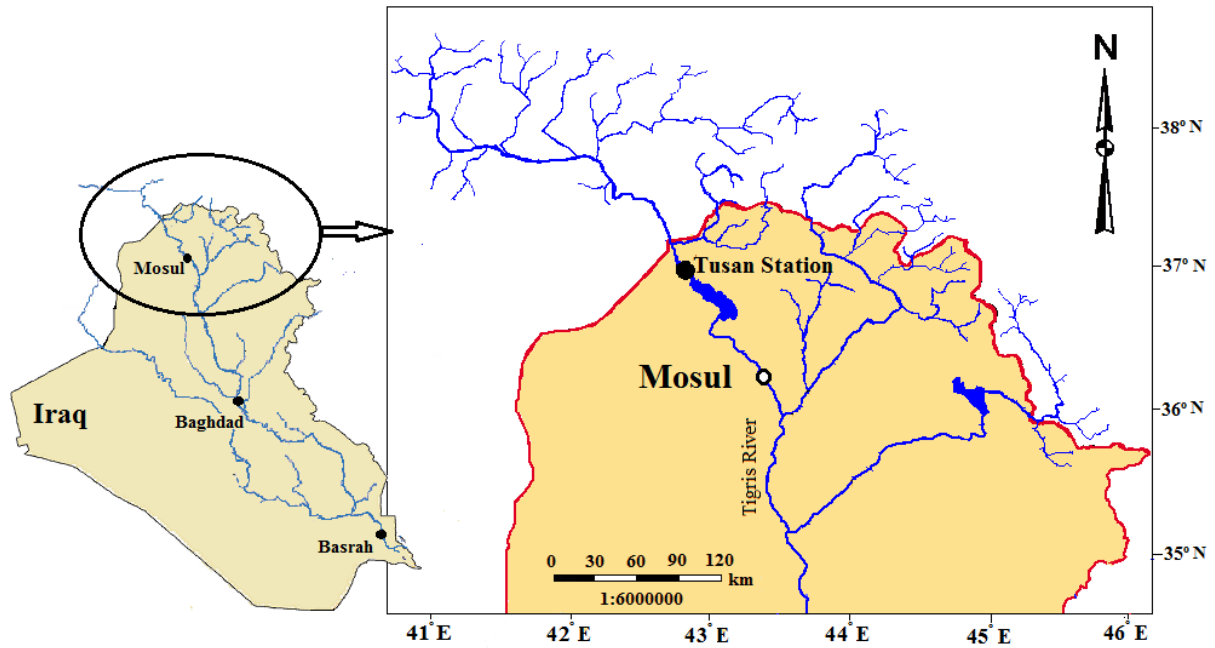 Mosul
Iraq
Baghdad
Basrah
N
38° N
37° N
36° N
35° N
Tusan Station
Mosul
Tigris River
0 30 60 90 120
km
1:6000000
41° E 42° E 43° E 44° E 45° E 46° E